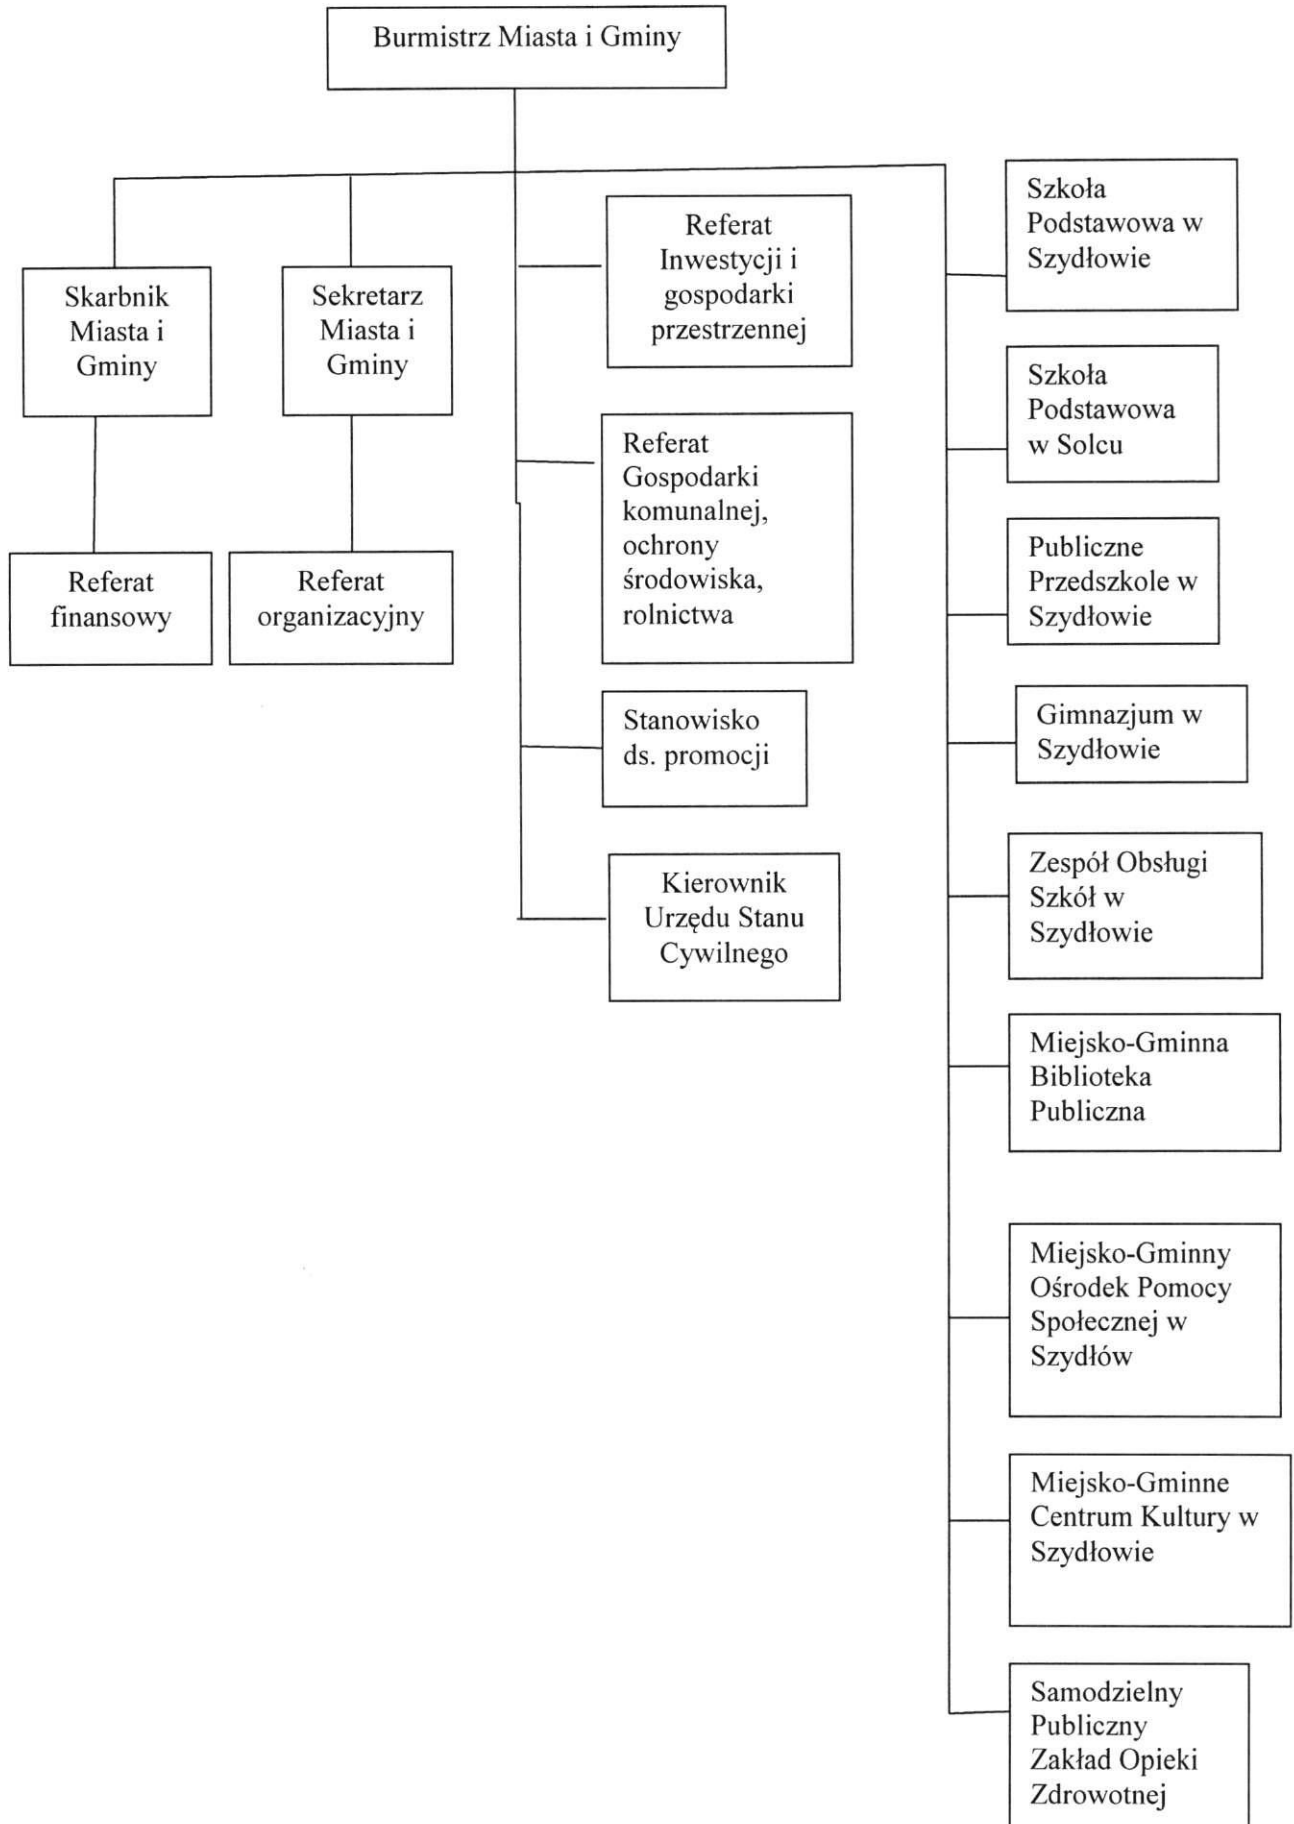 Burmistrz Miasta i Gminy
Skarbnik
Miasta i
Gminy
Sekretarz
Miasta i
Gminy
Referat
finansowy
Referat
organizacyjny
Referat
Inwestycji i
gospodarki
przestrzennej
Referat
Gospodarki
komunalnej,
ochrony
środowiska,
rolnictwa
Stanowisko
ds. promocji
Kierownik
Urzędu Stanu
Cywilnego
Szkoła
Podstawowa w
Szydłowie
Szkoła
Podstawowa
w Solcu
Publiczne
Przedszkole w
Szydłowie
Gimnazjum w
Szydłowie
Zespół Obsługi
Szkół w
Szydłowie
Miejsko-Gminna
Biblioteka
Publiczna
Miejsko-Gminny
Ośrodek Pomocy
Społecznej w
Szydłów
Miejsko-Gminne
Centrum Kultury w
Szydłowie
Samodzielny
Publiczny
Zakład Opieki
Zdrowotnej